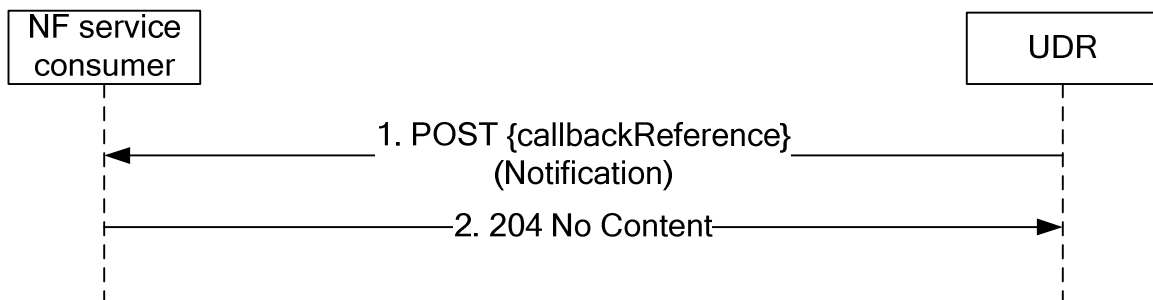 NF service
consumer
UDR
1. POST {callbackReference}
(Notification)
2. 204 No Content